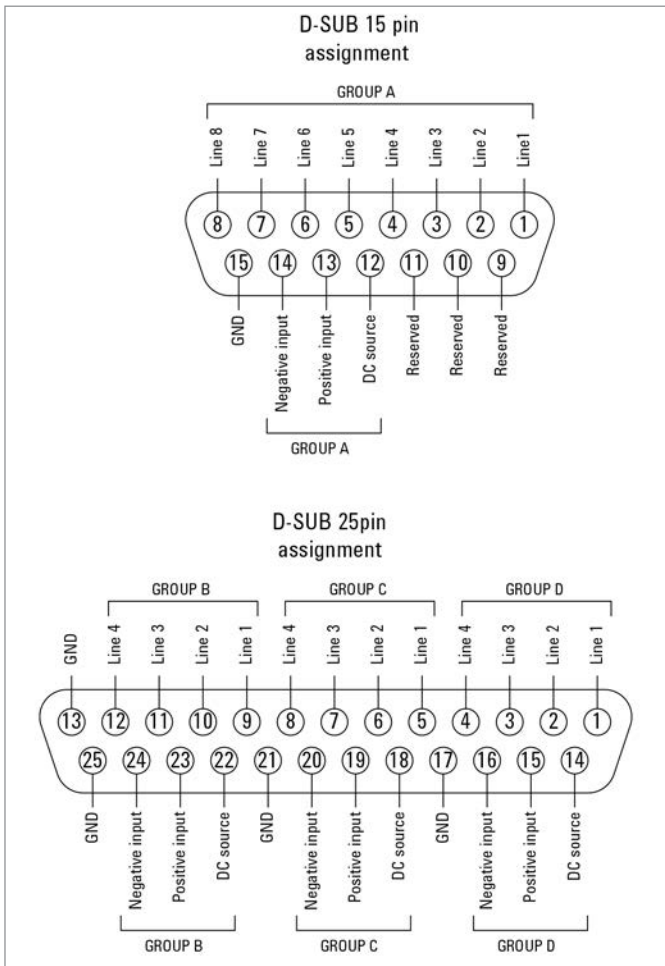 D-SUB 15 pin
assignment
GROUP A
Line 8
Line 7
Line 6
Line 5
Line 4
Line 3
Line 2
Line1
8
7
6
5
4
3
2
1
15
14
13
12
11
10
9
GND
Negative input
Positive input
DC source
Reserved
Reserved
Reserved
GROUP A
D-SUB 25pin
assignment
GROUP B
GROUP C
GROUP D
GND
Line 4
Line 3
Line 2
Line 1
Line 4
Line 3
Line 2
Line 1
Line 4
Line 3
Line 2
Line 1
13
12
11
10
9
8
7
6
5
4
3
2
1
25
24
23
22
21
20
19
18
17
16
15
14
GND
Negative input
Positive input
DC source
GND
Negative input
Positive input
DC source
GND
Negative input
Positive input
DC source
GROUP B
GROUP C
GROUP D